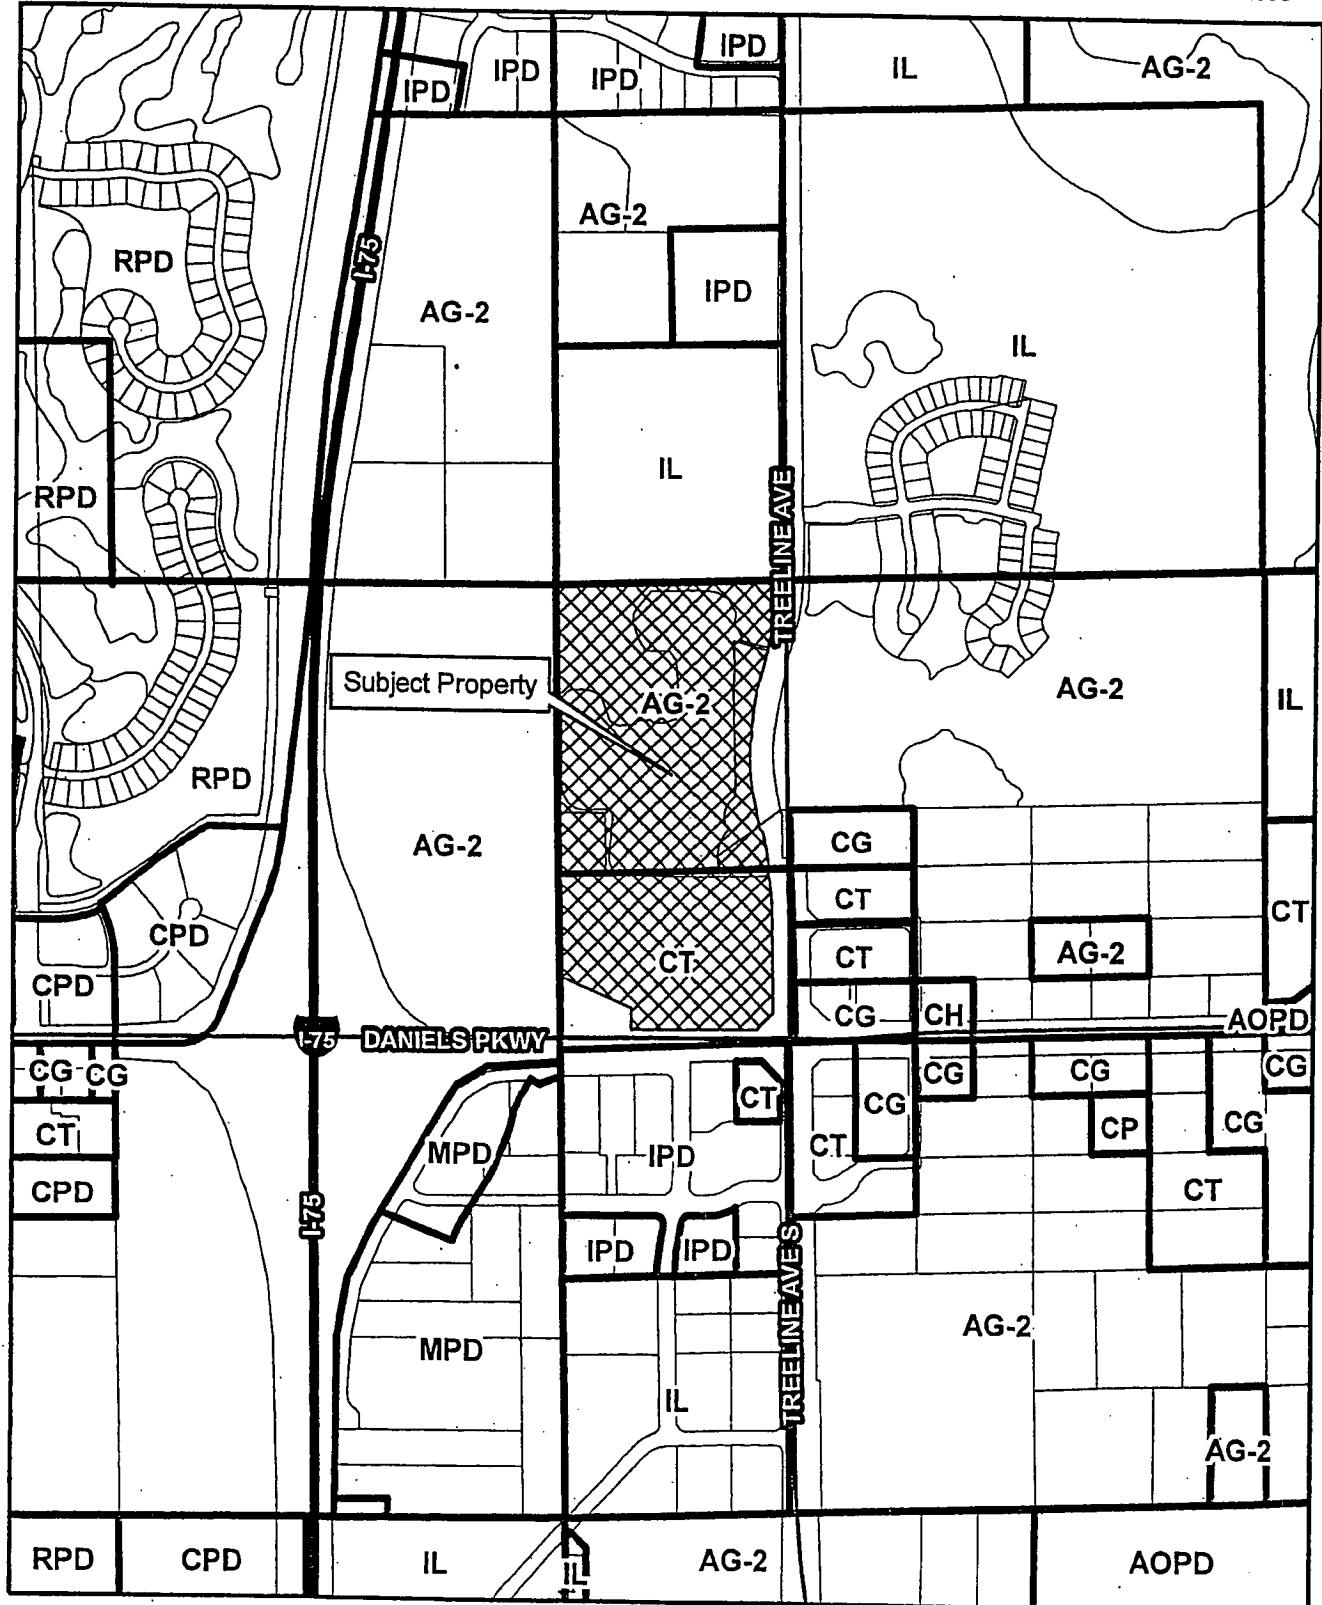 IPD
IPD
IPD
IPD
IL
AG-2
I-75
RPD
AG-2
AG-2
IPD
IL
RPD
IL
TREELINE AVE
Subject Property
AG-2
AG-2
IL
RPD
AG-2
CG
CT
CT
CPD
CT
CT
AG-2
CPD
CG
CH
AOPD
I-75
DANIELS PKWY
CG
CG
CG
CG
CG
CT
CG
CP
CG
CT
MPD
IPD
CT
CPD
CT
I-75
IPD
IPD
TREELINE AVE S
AG-2
MPD
IL
AG-2
RPD
CPD
IL
IL
AG-2
AOPD